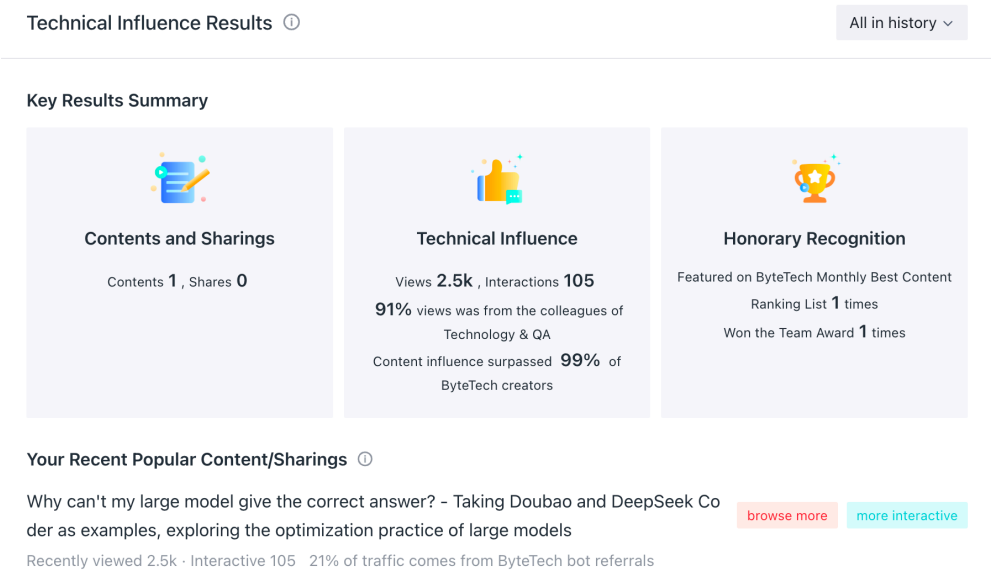 Technical Influence Results
All in history
Key Results Summary
Contents and Sharings
Contents 1 , Shares 0
Technical Influence
Views 2.5k , Interactions 105
91% views was from the colleagues of
Technology & QA
Content influence surpassed 99% of
ByteTech creators
Honorary Recognition
Featured on ByteTech Monthly Best Content
Ranking List 1 times
Won the Team Award 1 times
Your Recent Popular Content/Sharings
Why can't my large model give the correct answer? - Taking Doubao and DeepSeek Co
der as examples, exploring the optimization practice of large models
browse more
more interactive
Recently viewed 2.5k · Interactive 105 21% of traffic comes from ByteTech bot referrals